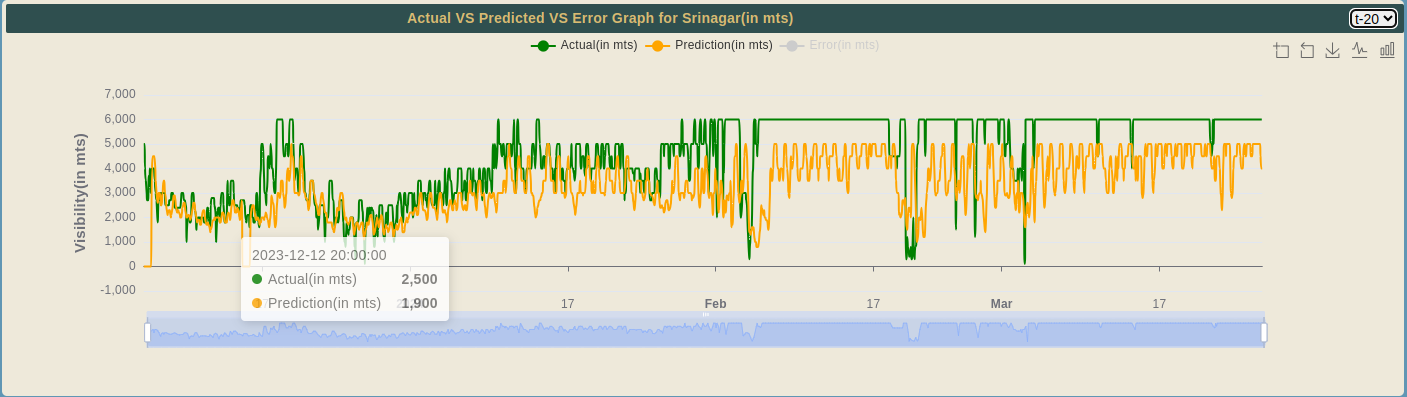 Actual VS Predicted VS Error Graph for Srinagar(in mts)
t-20
Actual(in mts) Prediction(in mts) Error(in mts)
7,000
6,000
5,000
4,000
3,000
2,000
1,000
0
-1,000
Visibility(in mts)
2023-12-12 20:00:00
Actual(in mts) 2,500
Prediction(in mts) 1,900
17 Feb 17 Mar 17